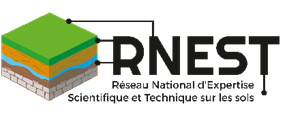 RNEST
Réseau National d'Expertise
Scientifique et Technique sur les sols